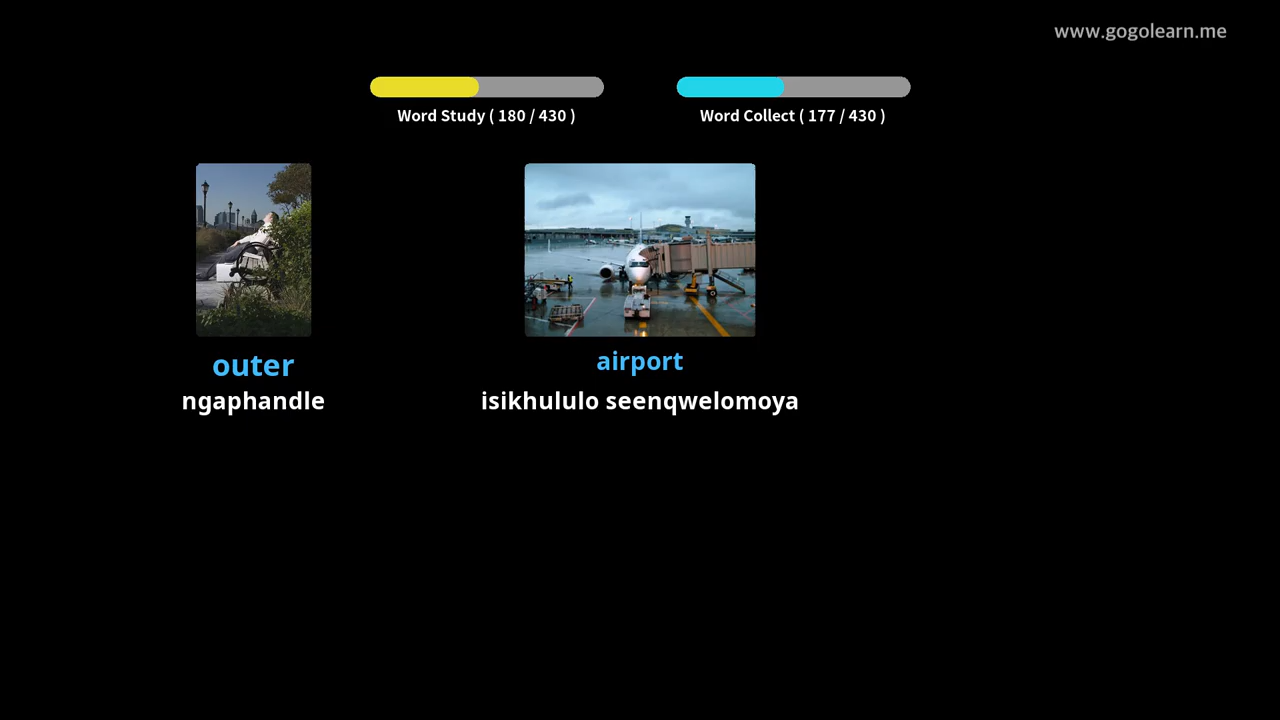 www.gogolearn.me
Word Study ( 180 / 430 )
Word Collect ( 177 / 430 )
outer
ngaphandle
airport
isikhululo seenqwelomoya